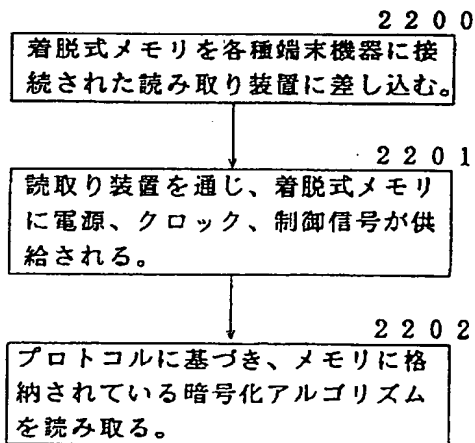 2200
着脱式メモリを各種端末機器に接
続された読み取り装置に差し込む。
2201
読取り装置を通じ、着脱式メモリ
に電源、クロック、制御信号が供
給される。
2202
プロトコルに基づき、メモリに格
納されている暗号化アルゴリズム
を読み取る。